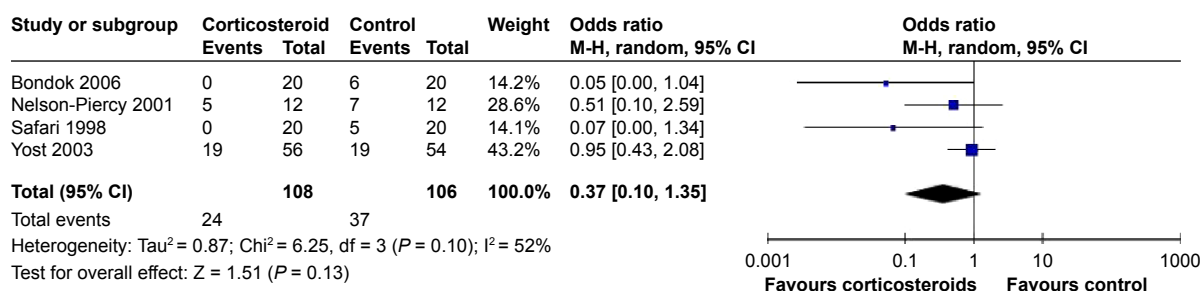 Study or subgroup Corticosteroid Control Weight Odds ratio Odds ratio
Events Total Events Total M-H, random, 95% CI M-H, random, 95% CI
Bondok 2006 0 20 6 20 14.2% 0.05 [0.00, 1.04]
Nelson-Piercy 2001 5 12 7 12 28.6% 0.51 [0.10, 2.59]
Safari 1998 0 20 5 20 14.1% 0.07 [0.00, 1.34]
Yost 2003 19 56 19 54 43.2% 0.95 [0.43, 2.08]
Total (95% CI) 108 106 100.0% 0.37 [0.10, 1.35]
Total events 24 37
Heterogeneity: Tau² = 0.87; Chi² = 6.25, df = 3 (P = 0.10); I² = 52%
Test for overall effect: Z = 1.51 (P = 0.13)
0.001 0.1 1 10 1000
Favours corticosteroids Favours control